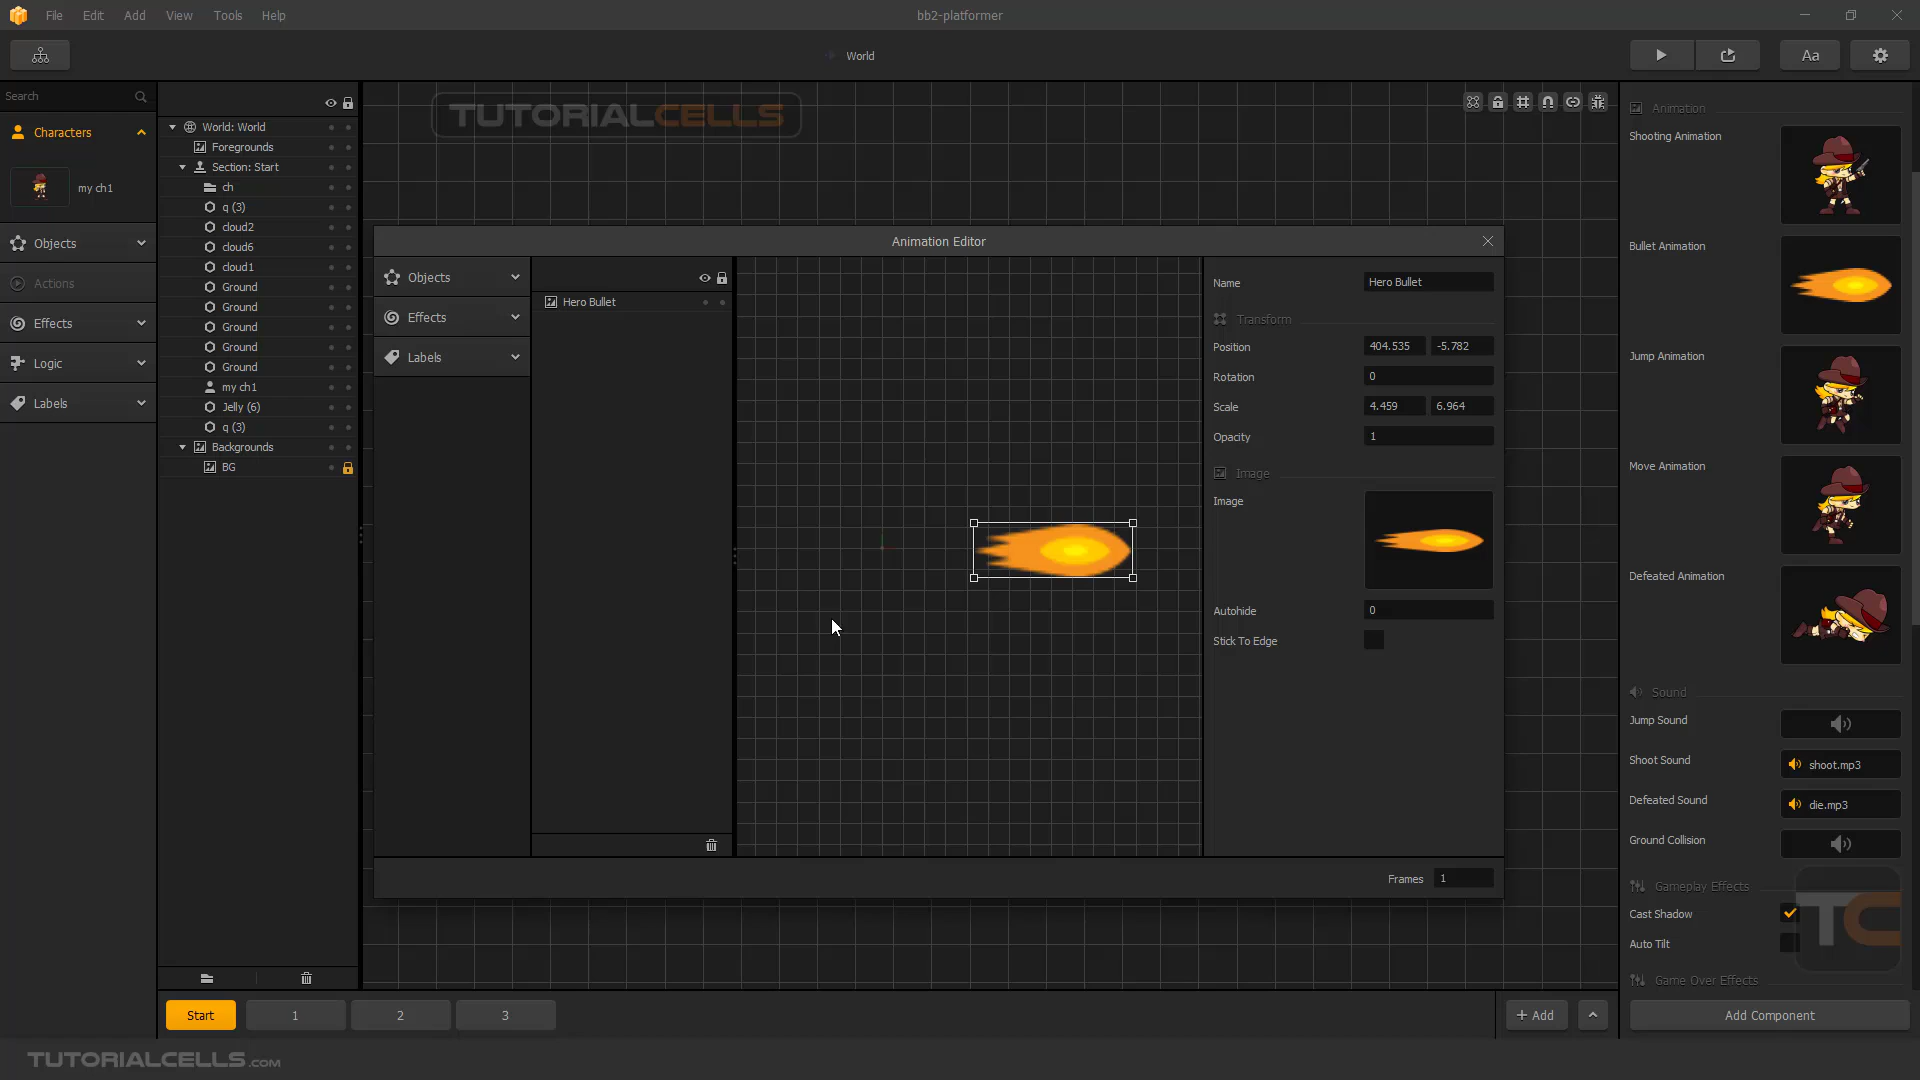 File Edit Add View Tools Help
bb2-platformer
World
Aa
Search
Characters
my ch1
Objects
Actions
Effects
Logic
Labels
World: World
Foregrounds
Section: Start
ch
q (3)
cloud2
cloud6
cloud1
Ground
Ground
Ground
Ground
Ground
my ch1
Jelly (6)
q (3)
Backgrounds
BG
TUTORIALCELLS
Animation Editor
Objects
Effects
Labels
Hero Bullet
Name Hero Bullet
Transform
Position 404.535 -5.782
Rotation 0
Scale 4.459 6.964
Opacity 1
Image
Image
Autohide 0
Stick To Edge
Frames 1
Animation
Shooting Animation
Bullet Animation
Jump Animation
Move Animation
Defeated Animation
Sound
Jump Sound
Shoot Sound shoot.mp3
Defeated Sound die.mp3
Ground Collision
Gameplay Effects
Cast Shadow
Auto Tilt
TC
Game Over Effects
Add Component
Start 1 2 3
+ Add
TUTORIALCELLS.COM